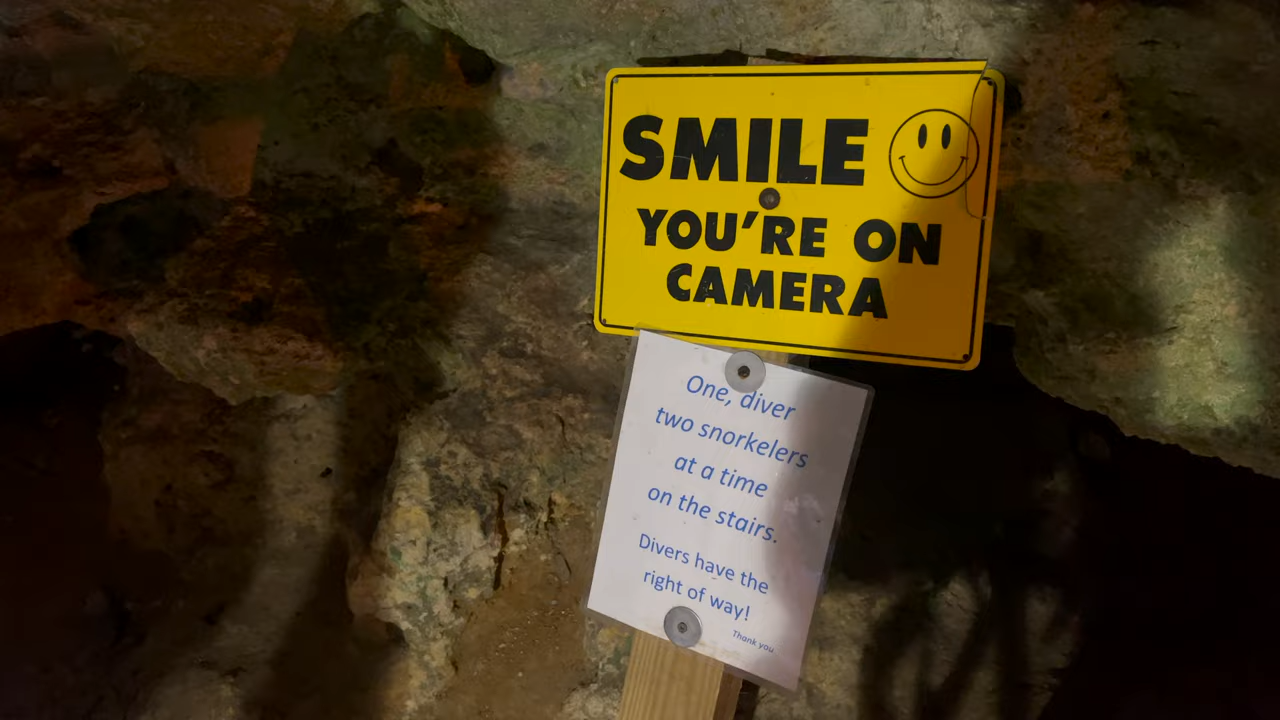 SMILE
YOU'RE ON
CAMERA
One, diver
two snorkelers
at a time
on the stairs.
Divers have the
right of way!
Thank you